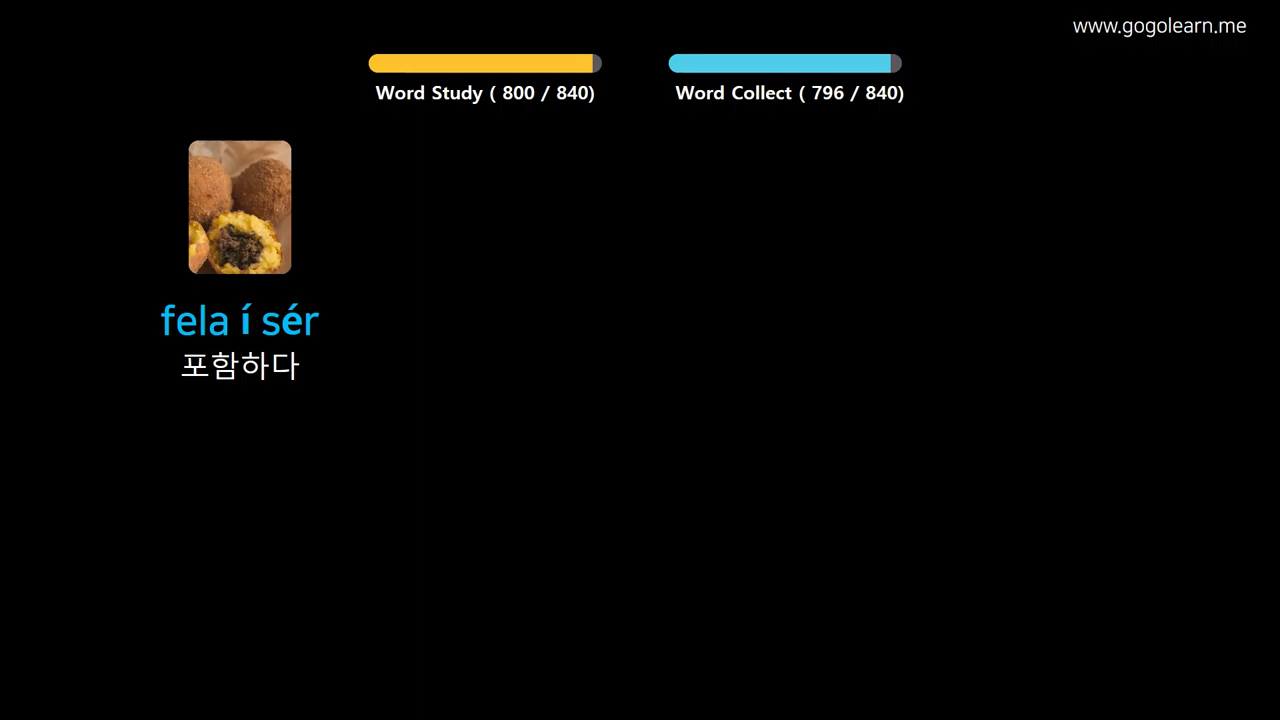 www.gogolearn.me
Word Study ( 800 / 840)
Word Collect ( 796 / 840)
fela í sér
포함하다